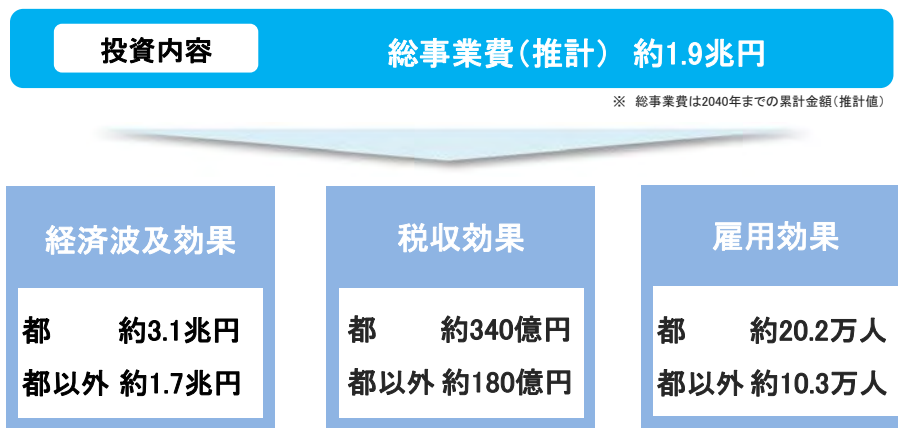 投資内容
総事業費（推計） 約1.9兆円
※ 総事業費は2040年までの累計金額（推計値）
経済波及効果
都 約3.1兆円
都以外 約1.7兆円
税収効果
都 約340億円
都以外 約180億円
雇用効果
都 約20.2万人
都以外 約10.3万人